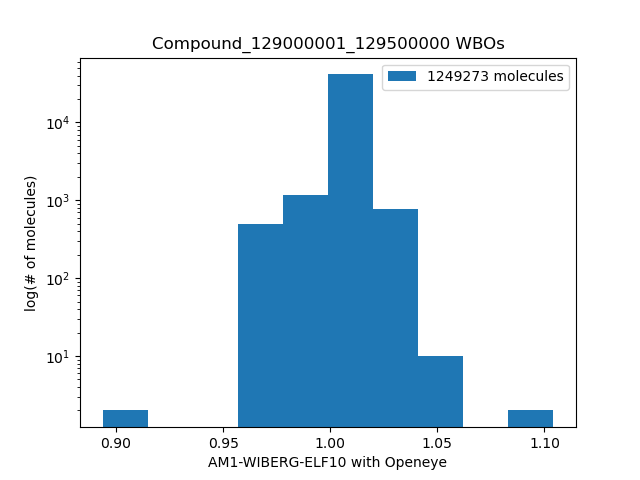 Compound_129000001_129500000 WBOs
1249273 molecules
log(# of molecules)
10⁴
10³
10²
10¹
0.90 0.95 1.00 1.05 1.10
AM1-WIBERG-ELF10 with Openeye